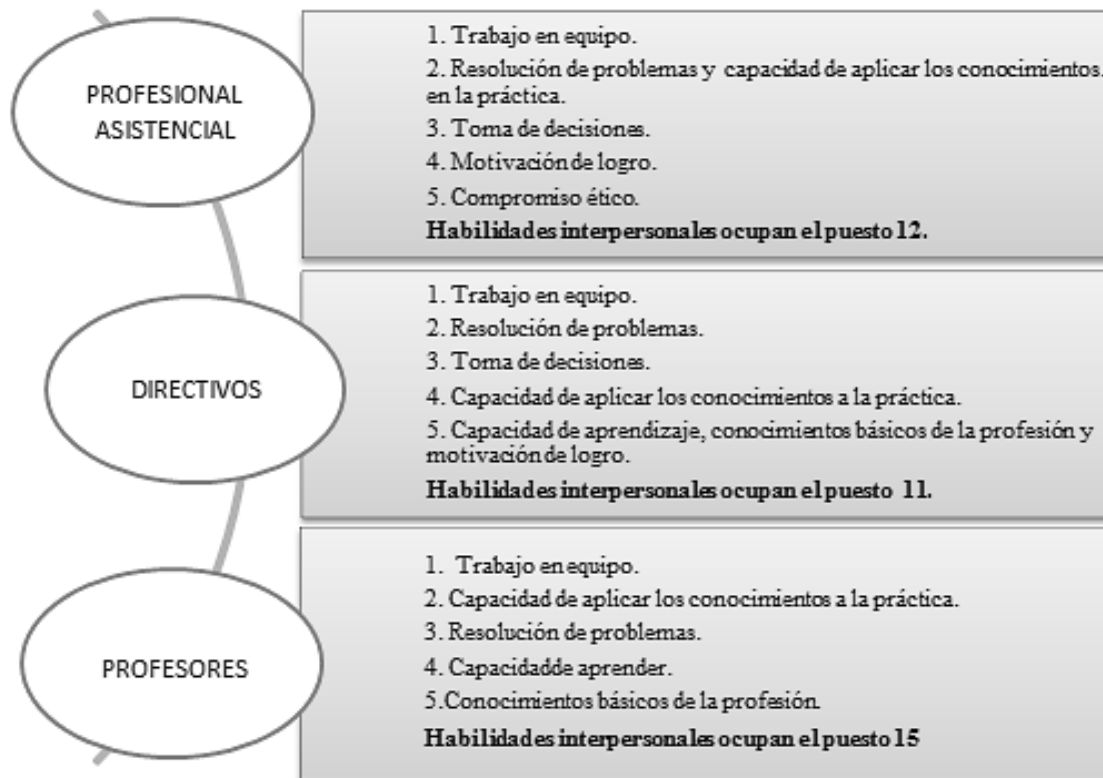 PROFESIONAL
ASISTENCIAL
1. Trabajo en equipo.
2. Resolución de problemas y capacidad de aplicar los conocimientos.
en la práctica.
3. Toma de decisiones.
4. Motivación de logro.
5. Compromiso ético.
Habilidades interpersonales ocupan el puesto 12.
DIRECTIVOS
1. Trabajo en equipo.
2. Resolución de problemas.
3. Toma de decisiones.
4. Capacidad de aplicar los conocimientos a la práctica.
5. Capacidad de aprendizaje, conocimientos básicos de la profesión y
motivación de logro.
Habilidades interpersonales ocupan el puesto 11.
PROFESORES
1. Trabajo en equipo.
2. Capacidad de aplicar los conocimientos a la práctica.
3. Resolución de problemas.
4. Capacidadde aprender.
5.Conocimientos básicos de la profesión.
Habilidades interpersonales ocupan el puesto 15